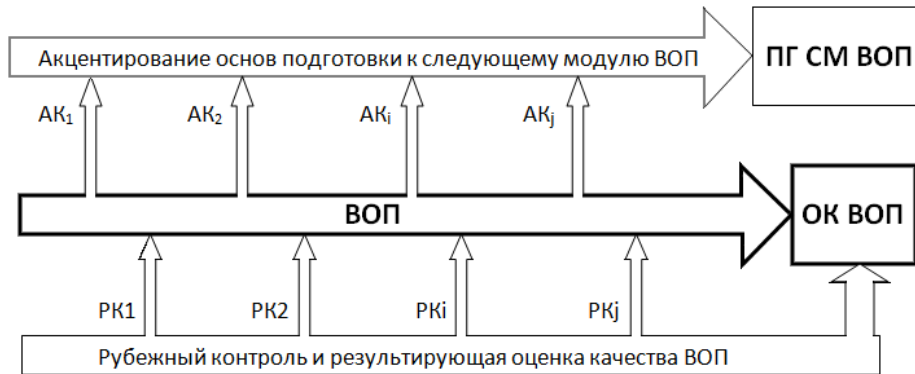 Акцентирование основ подготовки к следующему модулю ВОП
ПГ СМ ВОП
АК₁
АК₂
АКᵢ
АКⱼ
ВОП
ОК ВОП
РК1
РК2
РКi
РКj
Рубежный контроль и результирующая оценка качества ВОП